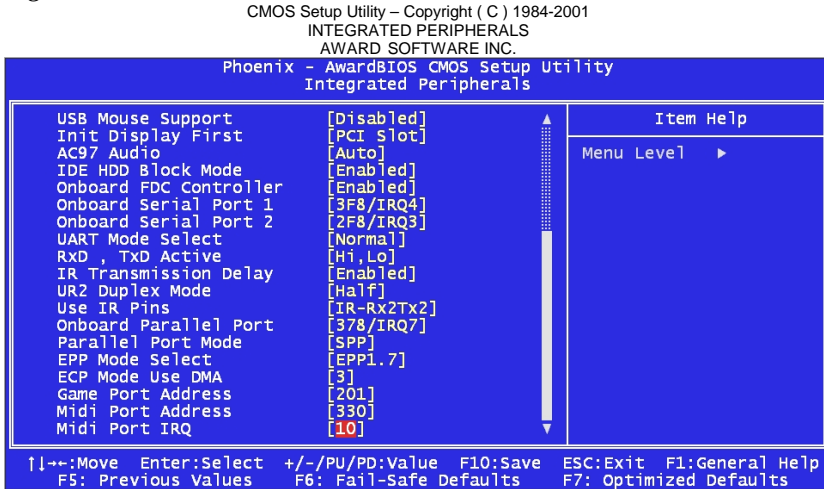 CMOS Setup Utility – Copyright ( C ) 1984-2001
INTEGRATED PERIPHERALS
AWARD SOFTWARE INC.
Phoenix - AwardBIOS CMOS Setup Utility
Integrated Peripherals
USB Mouse Support [Disabled]
Init Display First [PCI Slot]
AC97 Audio [Auto]
IDE HDD Block Mode [Enabled]
Onboard FDC Controller [Enabled]
Onboard Serial Port 1 [3F8/IRQ4]
Onboard Serial Port 2 [2F8/IRQ3]
UART Mode Select [Normal]
RxD , TxD Active [Hi,Lo]
IR Transmission Delay [Enabled]
UR2 Duplex Mode [Half]
Use IR Pins [IR-Rx2Tx2]
Onboard Parallel Port [378/IRQ7]
Parallel Port Mode [SPP]
EPP Mode Select [EPP1.7]
ECP Mode Use DMA [3]
Game Port Address [201]
Midi Port Address [330]
Midi Port IRQ [10]
Item Help
Menu Level ▶
↑↓→←:Move Enter:Select +/-/PU/PD:Value F10:Save ESC:Exit F1:General Help
F5: Previous Values F6: Fail-Safe Defaults F7: Optimized Defaults